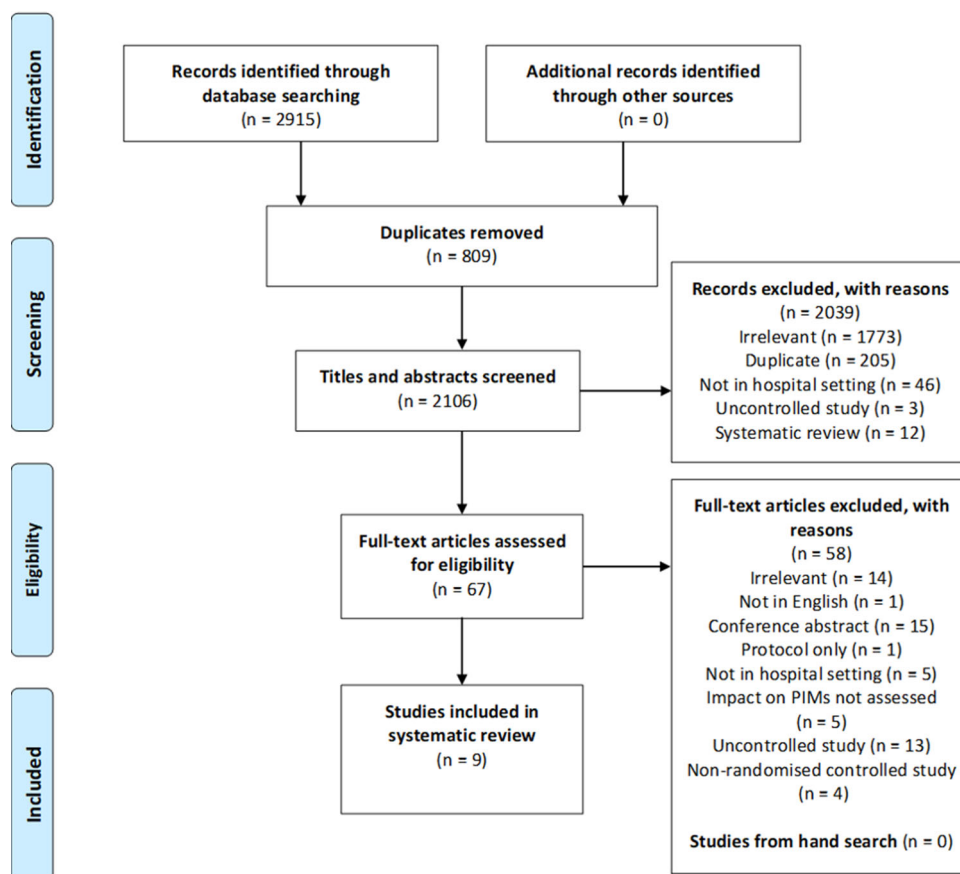 Identification
Records identified through
database searching
(n = 2915)
Additional records identified
through other sources
(n = 0)
Duplicates removed
(n = 809)
Screening
Titles and abstracts screened
(n = 2106)
Records excluded, with reasons
(n = 2039)
Irrelevant (n = 1773)
Duplicate (n = 205)
Not in hospital setting (n = 46)
Uncontrolled study (n = 3)
Systematic review (n = 12)
Eligibility
Full-text articles assessed
for eligibility
(n = 67)
Full-text articles excluded, with
reasons
(n = 58)
Irrelevant (n = 14)
Not in English (n = 1)
Conference abstract (n = 15)
Protocol only (n = 1)
Not in hospital setting (n = 5)
Impact on PIMs not assessed
(n = 5)
Uncontrolled study (n = 13)
Non-randomised controlled study
(n = 4)
Studies from hand search (n = 0)
Included
Studies included in
systematic review
(n = 9)